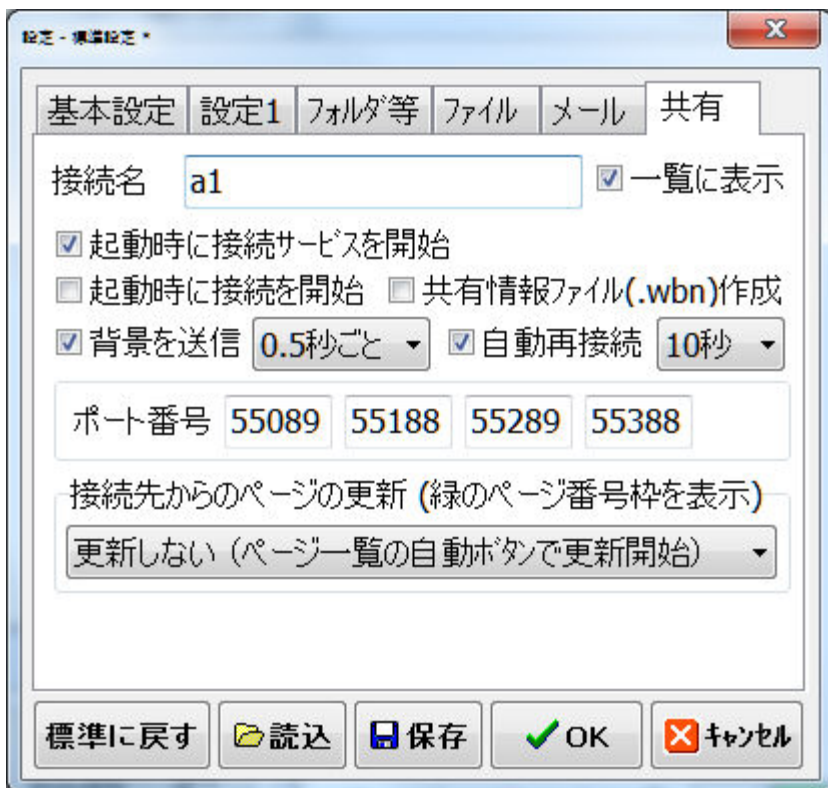 設定 - 標準設定 *
基本設定 設定1 フォルダ等 ファイル メール 共有
接続名 a1 一覧に表示
起動時に接続サービスを開始
起動時に接続を開始 共有情報ファイル(.wbn)作成
背景を送信 0.5秒ごと 自動再接続 10秒
ポート番号 55089 55188 55289 55388
接続先からのページの更新 (緑のページ番号枠を表示)
更新しない (ページ一覧の自動ボタンで更新開始)
標準に戻す 読込 保存 OK キャンセル